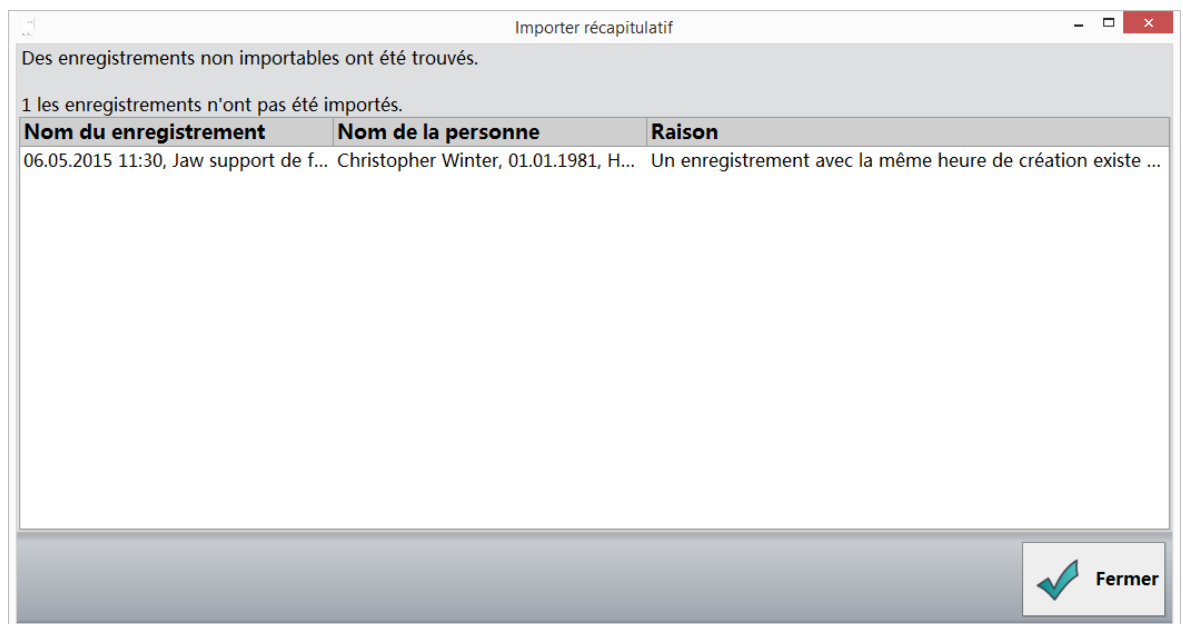 Importer récapitulatif
Des enregistrements non importables ont été trouvés.
1 les enregistrements n'ont pas été importés.
Nom du enregistrement Nom de la personne Raison
06.05.2015 11:30, Jaw support de f... Christopher Winter, 01.01.1981, H... Un enregistrement avec la même heure de création existe ...
Fermer